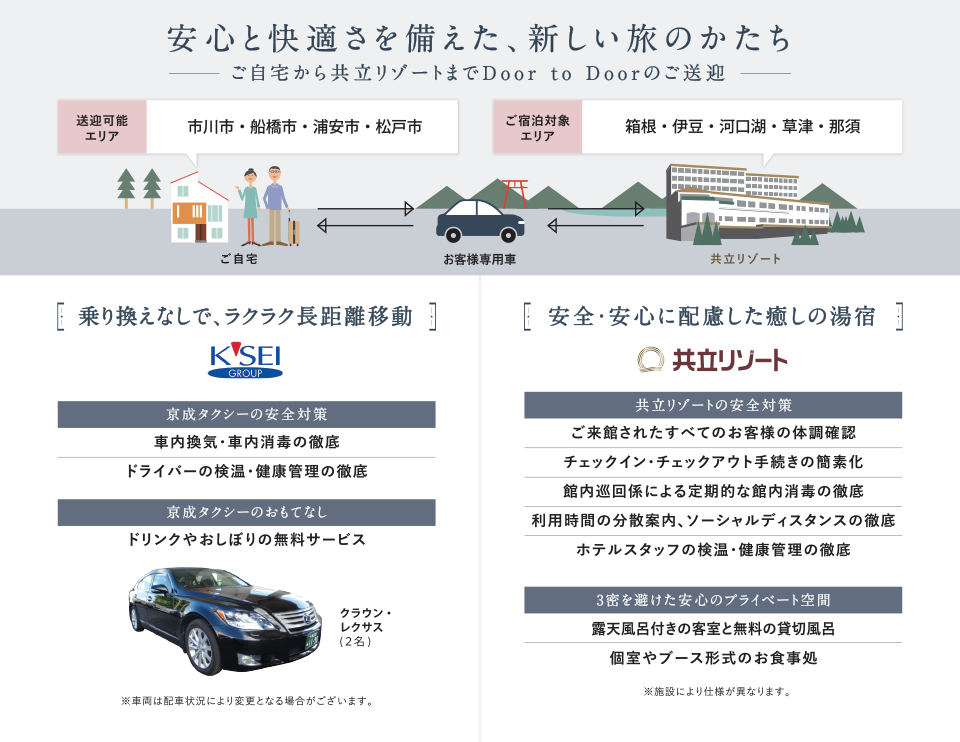 安心と快適さを備えた、新しい旅のかたち
ご自宅から共立リゾートまでDoor to Doorのご送迎
送迎可能
エリア
市川市・船橋市・浦安市・松戸市
ご宿泊対象
エリア
箱根・伊豆・河口湖・草津・那須
ご自宅
お客様専用車
共立リゾート
乗り換えなしで、ラクラク長距離移動
K'SEI
GROUP
京成タクシーの安全対策
車内換気・車内消毒の徹底
ドライバーの検温・健康管理の徹底
京成タクシーのおもてなし
ドリンクやおしぼりの無料サービス
クラウン・
レクサス
(2名)
※車両は配車状況により変更となる場合がございます。
安全・安心に配慮した癒しの湯宿
共立リゾート
共立リゾートの安全対策
ご来館されたすべてのお客様の体調確認
チェックイン・チェックアウト手続きの簡素化
館内巡回係による定期的な館内消毒の徹底
利用時間の分散案内、ソーシャルディスタンスの徹底
ホテルスタッフの検温・健康管理の徹底
3密を避けた安心のプライベート空間
露天風呂付きの客室と無料の貸切風呂
個室やブース形式のお食事処
※施設により仕様が異なります。